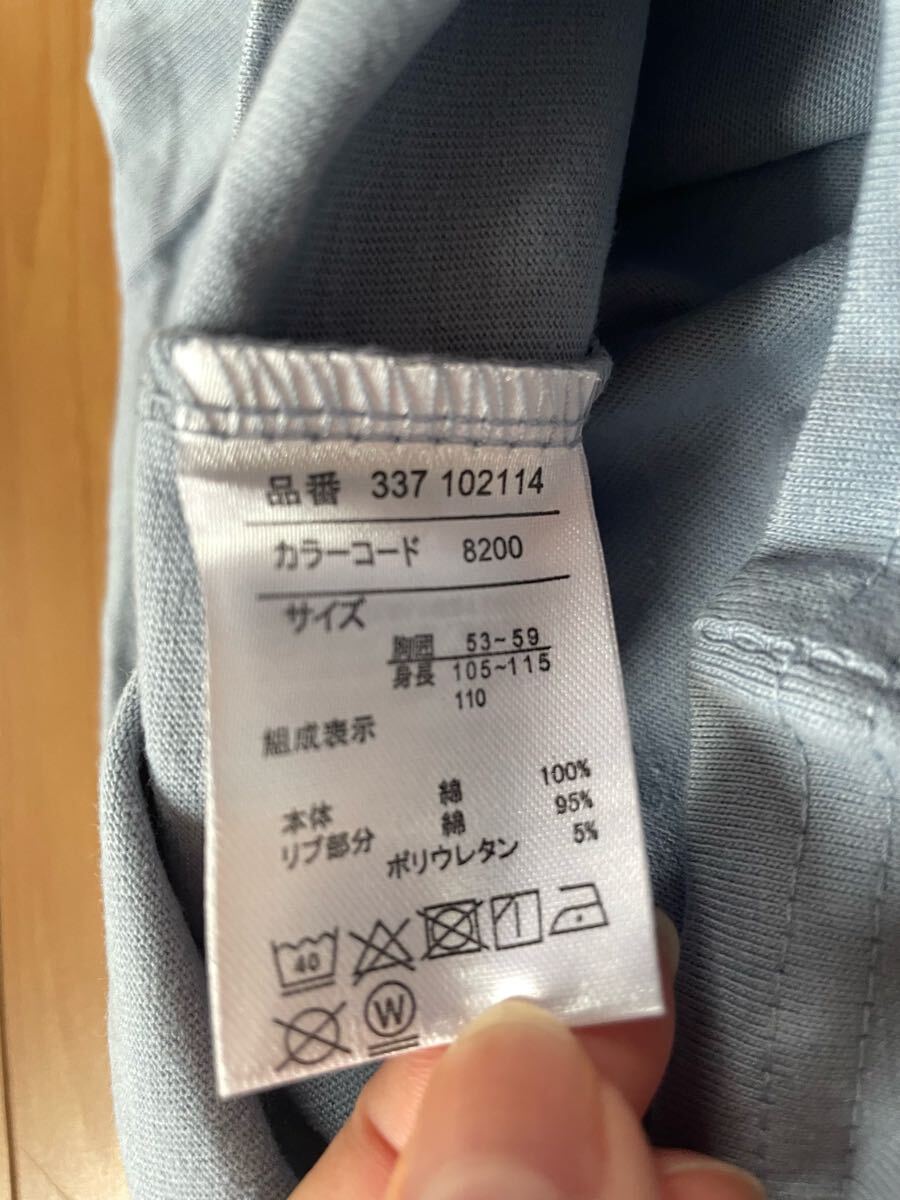 品番 337 102114
カラーコード 8200
サイズ
胸囲 53~59
身長 105~115
110
組成表示
本体 綿 100%
リブ部分 綿 95%
ポリウレタン 5%
40
W